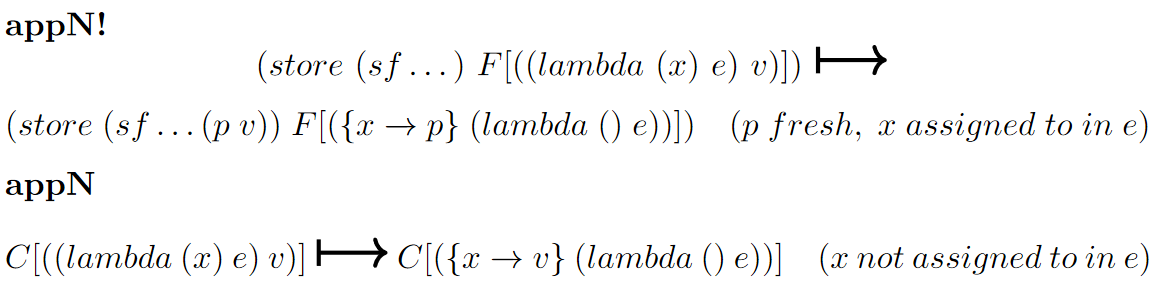 appN!
(store (sf …) F[((lambda (x) e) v)]) ⟼
(store (sf … (p v)) F[({x → p} (lambda () e))]) (p fresh, x assigned to in e)
appN
C[((lambda (x) e) v)] ⟼ C[({x → v} (lambda () e))] (x not assigned to in e)